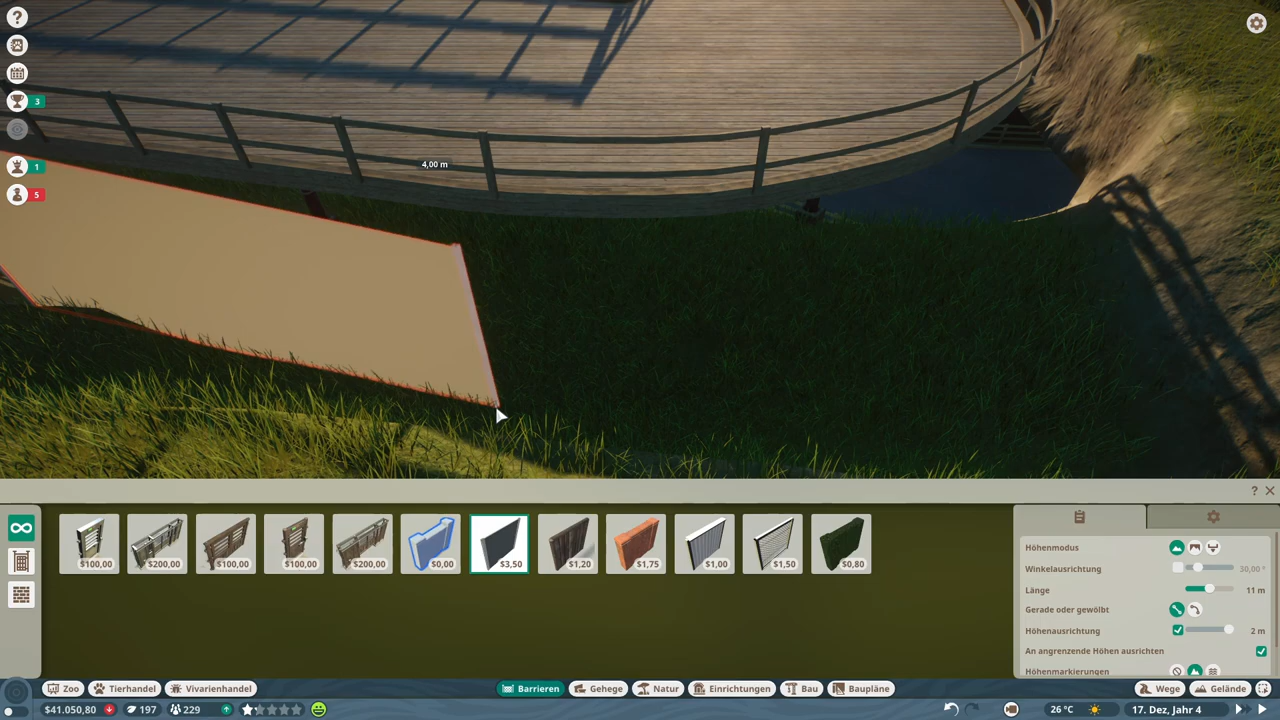 ?
3
1
5
4,00 m
?
$100,00
$200,00
$100,00
$100,00
$200,00
$0,00
$3,50
$1,20
$1,75
$1,00
$1,50
$0,80
Höhenmodus
Winkelausrichtung 30,00 °
Länge 11 m
Gerade oder gewölbt
Höhenausrichtung 2 m
An angrenzende Höhen ausrichten
Höhenmarkierungen
Zoo Tierhandel Vivarienhandel Barrieren Gehege Natur Einrichtungen Bau Baupläne Wege Gelände
$41.050,80 197 229 26 °C 17. Dez, Jahr 4